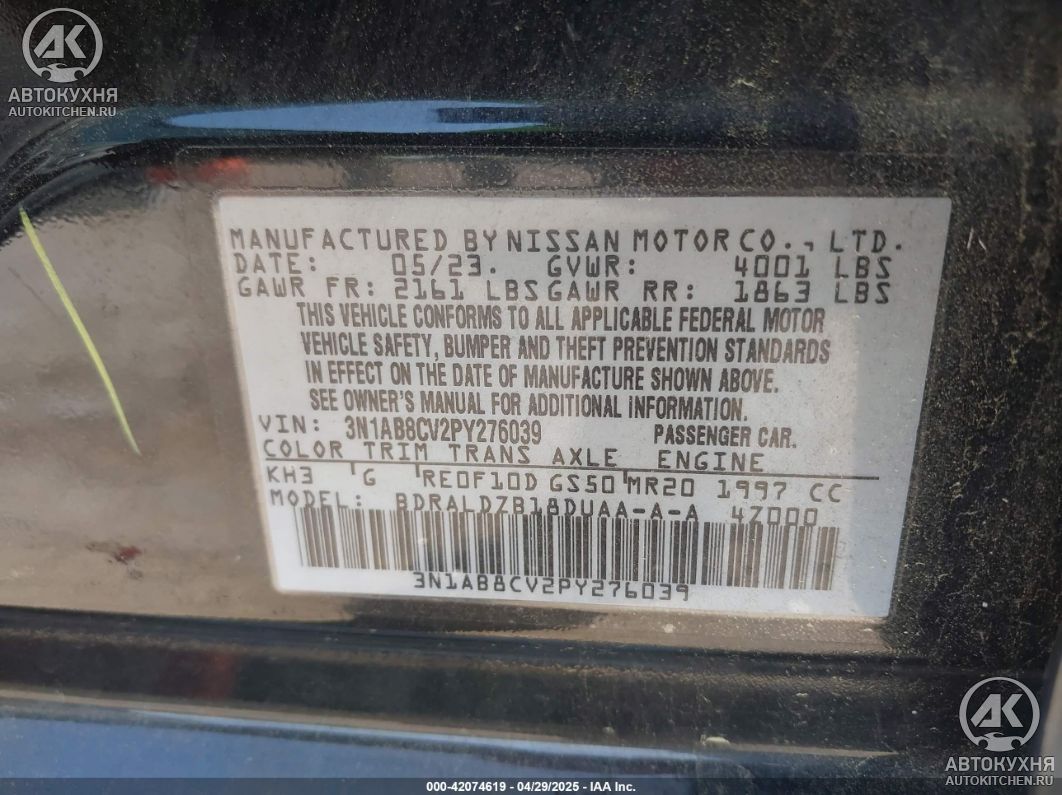 АК
АВТОКУХНЯ
AUTOKITCHEN.RU
MANUFACTURED BY NISSAN MOTOR CO., LTD.
DATE: 05/23. GVWR: 4001 LBS
GAWR FR: 2161 LBS GAWR RR: 1863 LBS
THIS VEHICLE CONFORMS TO ALL APPLICABLE FEDERAL MOTOR
VEHICLE SAFETY, BUMPER AND THEFT PREVENTION STANDARDS
IN EFFECT ON THE DATE OF MANUFACTURE SHOWN ABOVE.
SEE OWNER'S MANUAL FOR ADDITIONAL INFORMATION.
VIN: 3N1AB8CV2PY276039 PASSENGER CAR.
COLOR TRIM TRANS AXLE ENGINE
KH3 G RE0F10D GS50 MR20 1997 CC
MODEL: BDRALDZB18DUAA-A-A 4Z000
3N1AB8CV2PY276039
АК
АВТОКУХНЯ
AUTOKITCHEN.RU
000-42074619 - 04/29/2025 - IAA Inc.